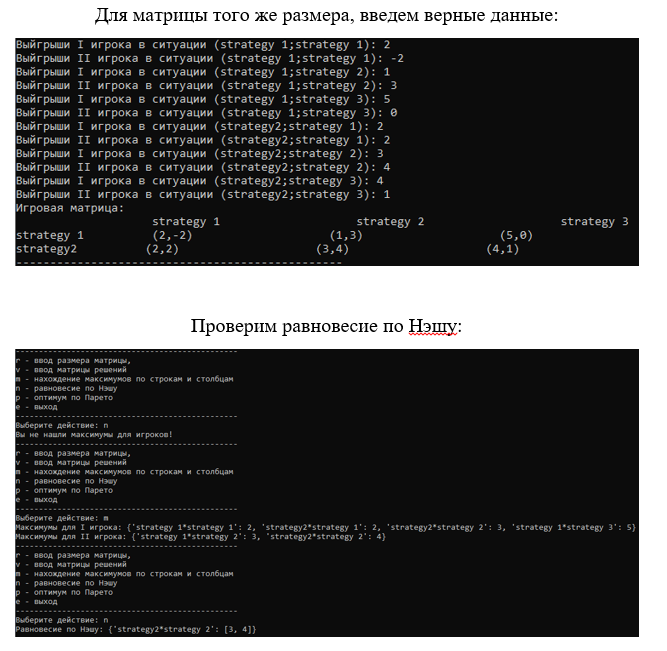 Для матрицы того же размера, введем верные данные:
Выйгрыши I игрока в ситуации (strategy 1;strategy 1): 2
Выйгрыши II игрока в ситуации (strategy 1;strategy 1): -2
Выйгрыши I игрока в ситуации (strategy 1;strategy 2): 1
Выйгрыши II игрока в ситуации (strategy 1;strategy 2): 3
Выйгрыши I игрока в ситуации (strategy 1;strategy 3): 5
Выйгрыши II игрока в ситуации (strategy 1;strategy 3): 0
Выйгрыши I игрока в ситуации (strategy2;strategy 1): 2
Выйгрыши II игрока в ситуации (strategy2;strategy 1): 2
Выйгрыши I игрока в ситуации (strategy2;strategy 2): 3
Выйгрыши II игрока в ситуации (strategy2;strategy 2): 4
Выйгрыши I игрока в ситуации (strategy2;strategy 3): 4
Выйгрыши II игрока в ситуации (strategy2;strategy 3): 1
Игровая матрица:
strategy 1 strategy 2 strategy 3
strategy 1 (2,-2) (1,3) (5,0)
strategy2 (2,2) (3,4) (4,1)
------------------------------------------------
Проверим равновесие по Нэшу:
------------------------------------------------
r - ввод размера матрицы,
v - ввод матрицы решений
m - нахождение максимумов по строкам и столбцам
n - равновесие по Нэшу
p - оптимум по Парето
e - выход
------------------------------------------------
Выберите действие: n
Вы не нашли максимумы для игроков!
------------------------------------------------
r - ввод размера матрицы,
v - ввод матрицы решений
m - нахождение максимумов по строкам и столбцам
n - равновесие по Нэшу
p - оптимум по Парето
e - выход
------------------------------------------------
Выберите действие: m
Максимумы для I игрока: {'strategy 1*strategy 1': 2, 'strategy2*strategy 1': 2, 'strategy2*strategy 2': 3, 'strategy 1*strategy 3': 5}
Максимумы для II игрока: {'strategy 1*strategy 2': 3, 'strategy2*strategy 2': 4}
------------------------------------------------
r - ввод размера матрицы,
v - ввод матрицы решений
m - нахождение максимумов по строкам и столбцам
n - равновесие по Нэшу
p - оптимум по Парето
e - выход
------------------------------------------------
Выберите действие: n
Равновесие по Нэшу: {'strategy2*strategy 2': [3, 4]}